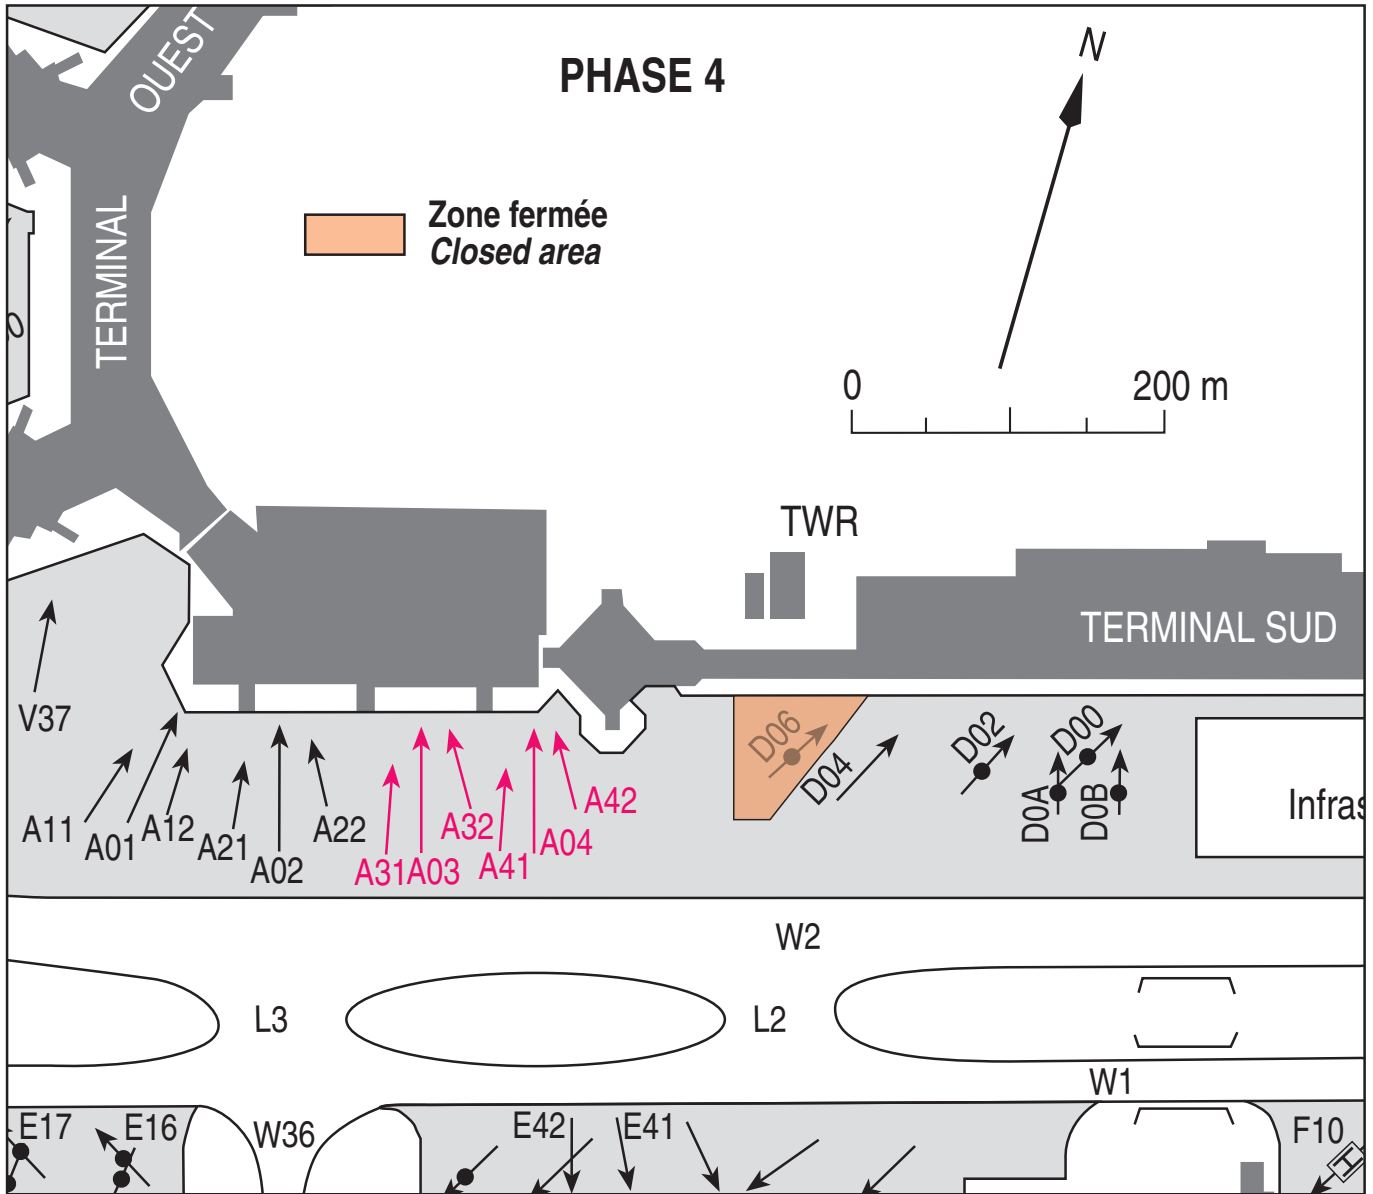 OUEST
N
PHASE 4
TERMINAL
Zone fermée
Closed area
0 200 m
TWR
TERMINAL SUD
V37
D06
D04
D02
D00
D0A
D0B
Infras
A11
A01
A12
A21
A02
A22
A31
A03
A32
A41
A04
A42
W2
L3
L2
W1
E17
E16
W36
E42
E41
F10
H